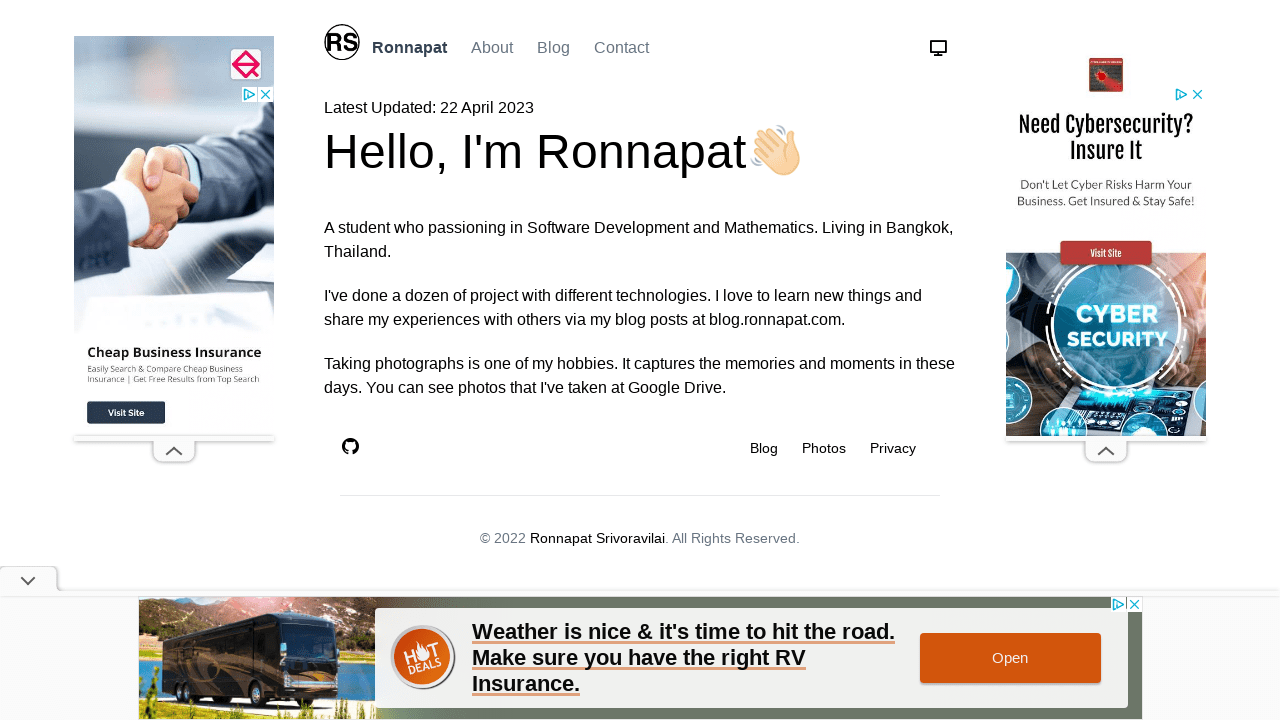 RS
Ronnapat About Blog Contact
Latest Updated: 22 April 2023
Hello, I'm Ronnapat
A student who passioning in Software Development and Mathematics. Living in Bangkok,
Thailand.
I've done a dozen of project with different technologies. I love to learn new things and
share my experiences with others via my blog posts at blog.ronnapat.com.
Taking photographs is one of my hobbies. It captures the memories and moments in these
days. You can see photos that I've taken at Google Drive.
Blog Photos Privacy
© 2022 Ronnapat Srivoravilai. All Rights Reserved.
Cheap Business Insurance
Easily Search & Compare Cheap Business
Insurance | Get Free Results from Top Search
Visit Site
Need Cybersecurity?
Insure It
Don't Let Cyber Risks Harm Your
Business. Get Insured & Stay Safe!
Visit Site
CYBER
SECURITY
HOT
DEALS
Weather is nice & it's time to hit the road.
Make sure you have the right RV
Insurance.
Open